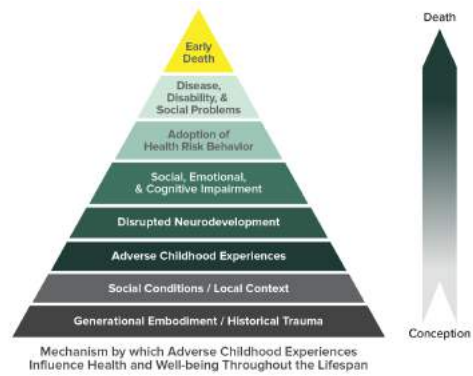 Death
Early
Death
Disease,
Disability, &
Social Problems
Adoption of
Health Risk Behavior
Social, Emotional,
& Cognitive Impairment
Disrupted Neurodevelopment
Adverse Childhood Experiences
Social Conditions / Local Context
Generational Embodiment / Historical Trauma
Conception
Mechanism by which Adverse Childhood Experiences
Influence Health and Well-being Throughout the Lifespan